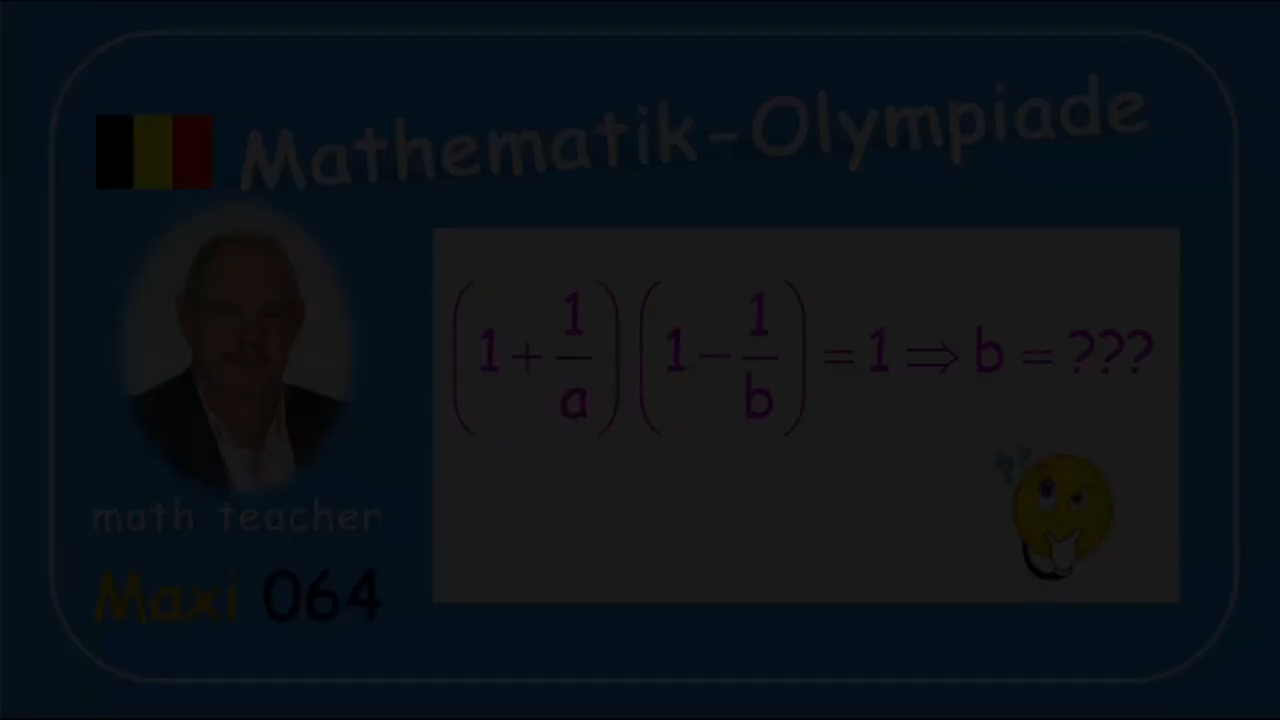 Mathematik-Olympiade
(1 + 1/a)(1 - 1/b) = 1 ⇒ b = ???
??
math teacher
Maxi 064